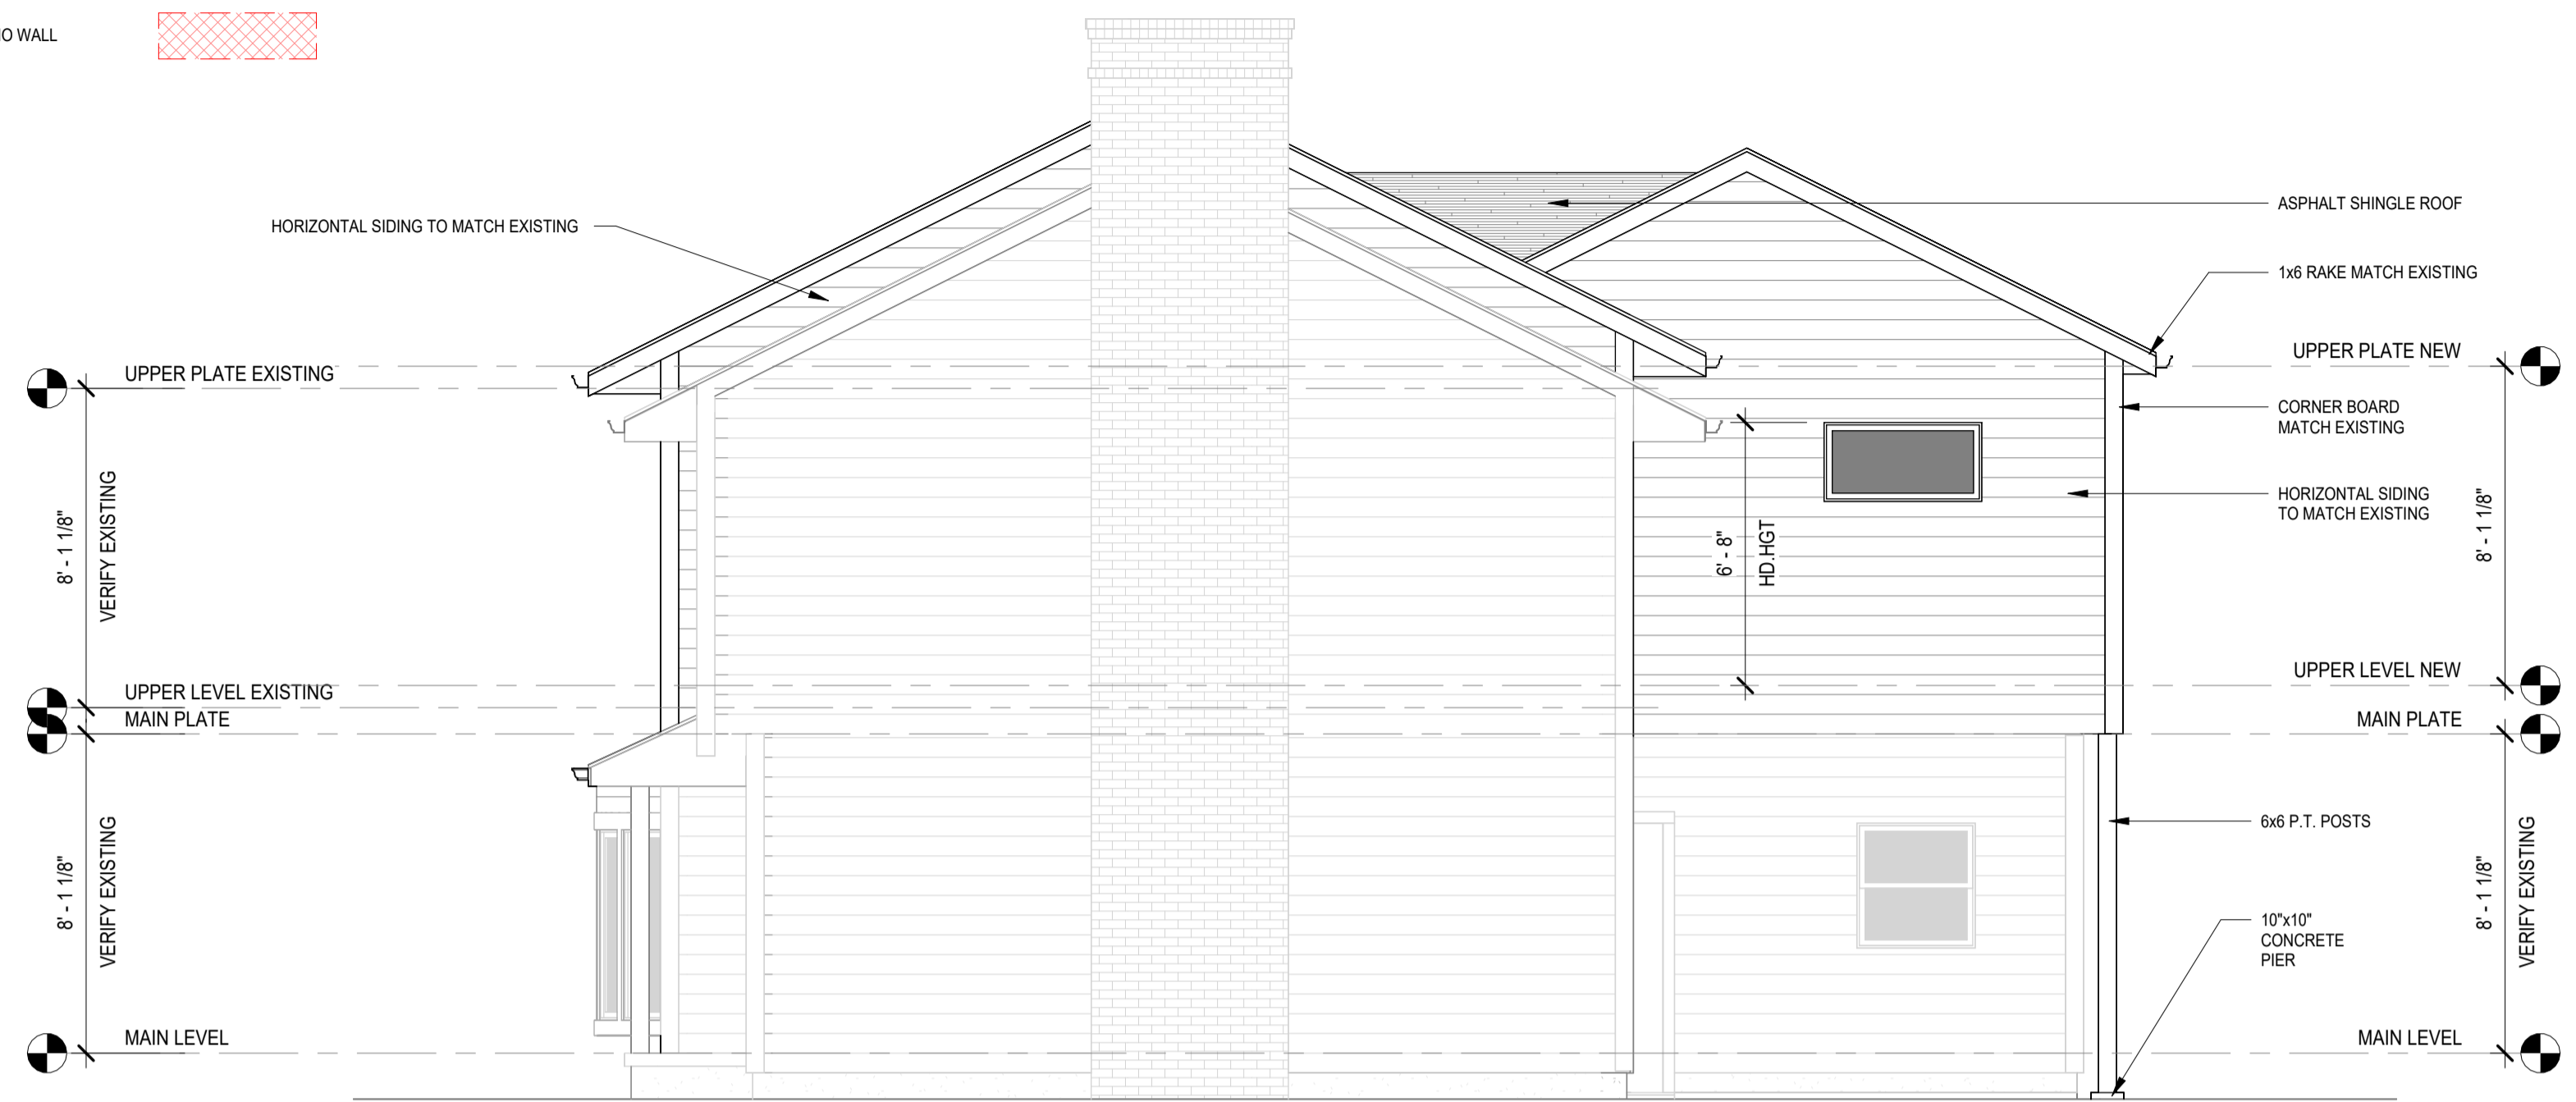 WALL
HORIZONTAL SIDING TO MATCH EXISTING
UPPER PLATE EXISTING
8' - 1 1/8"
VERIFY EXISTING
UPPER LEVEL EXISTING
MAIN PLATE
8' - 1 1/8"
VERIFY EXISTING
MAIN LEVEL
6' - 8"
HD.HGT
ASPHALT SHINGLE ROOF
1x6 RAKE MATCH EXISTING
UPPER PLATE NEW
CORNER BOARD
MATCH EXISTING
HORIZONTAL SIDING
TO MATCH EXISTING
8' - 1 1/8"
UPPER LEVEL NEW
MAIN PLATE
6x6 P.T. POSTS
8' - 1 1/8"
VERIFY EXISTING
10"x10"
CONCRETE
PIER
MAIN LEVEL